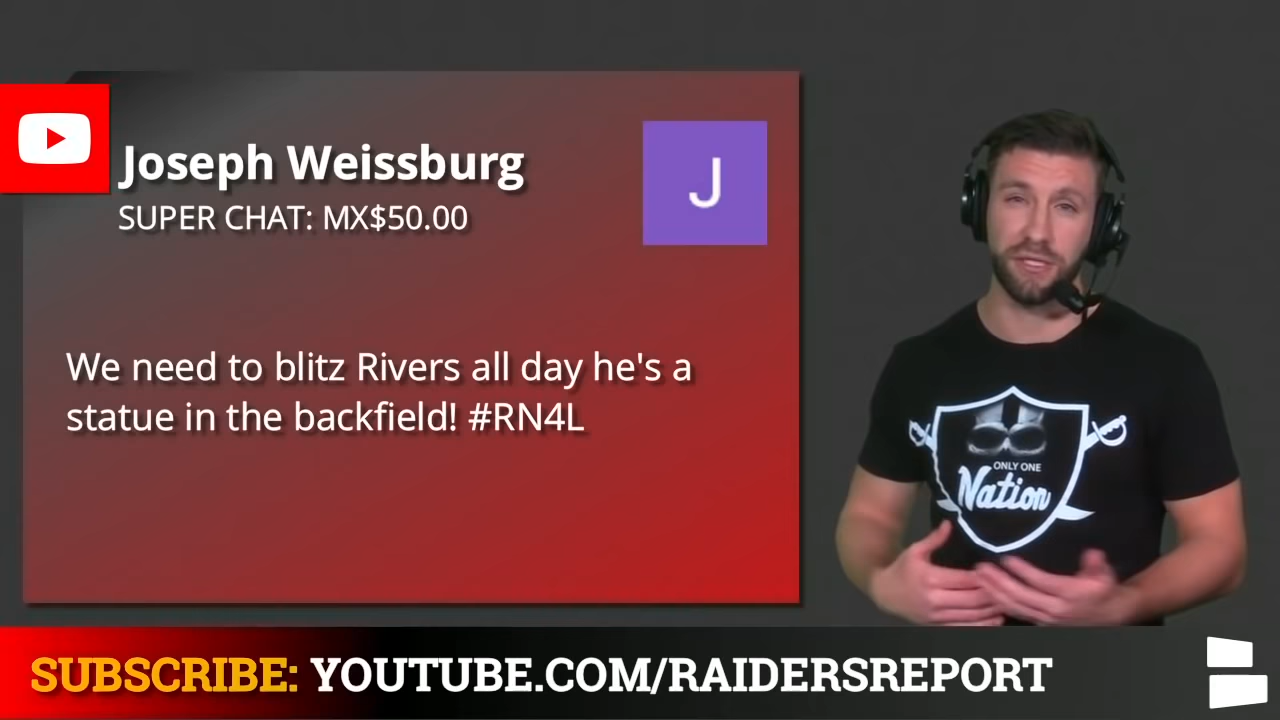 Joseph Weissburg
SUPER CHAT: MX$50.00
J
We need to blitz Rivers all day he's a
statue in the backfield! #RN4L
ONLY ONE
Nation
SUBSCRIBE: YOUTUBE.COM/RAIDERSREPORT